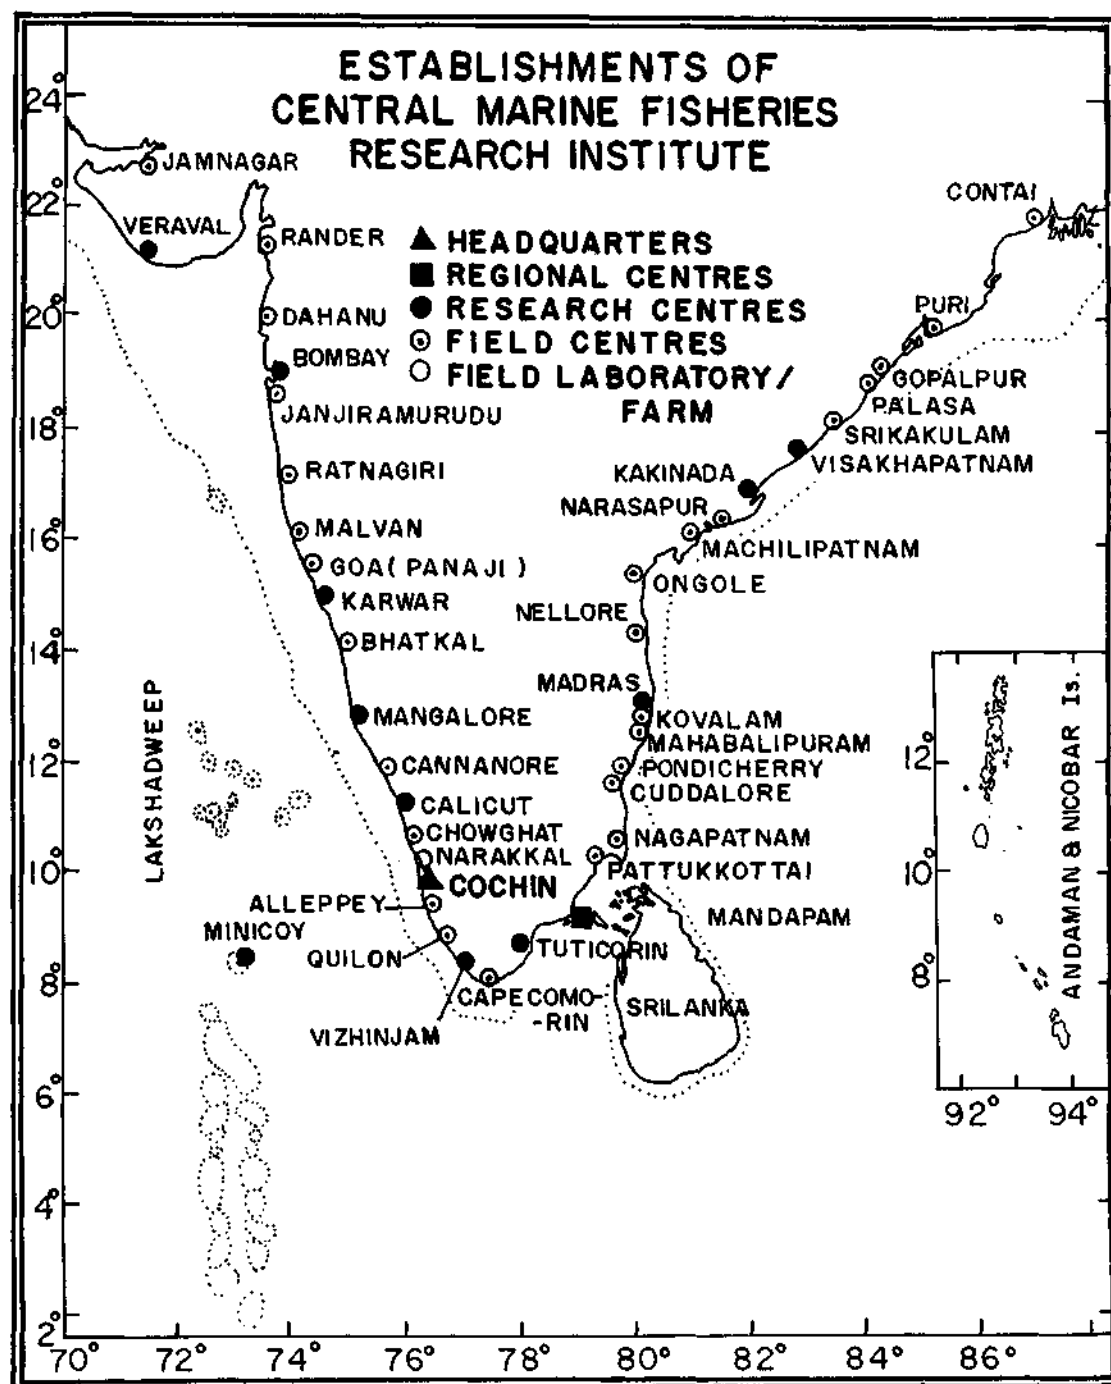 ESTABLISHMENTS OF
CENTRAL MARINE FISHERIES
RESEARCH INSTITUTE
▲ HEADQUARTERS
■ REGIONAL CENTRES
● RESEARCH CENTRES
⊙ FIELD CENTRES
○ FIELD LABORATORY/
FARM
24°
22°
20°
18°
16°
14°
12°
10°
8°
6°
4°
2°
70°
72°
74°
76°
78°
80°
82°
84°
86°
JAMNAGAR
VERAVAL
RANDER
DAHANU
BOMBAY
JANJIRAMURUDU
RATNAGIRI
MALVAN
GOA(PANAJI)
KARWAR
BHATKAL
MANGALORE
CANNANORE
CALICUT
CHOWGHAT
NARAKKAL
COCHIN
ALLEPPEY
MINICOY
QUILON
VIZHINJAM
CAPECOMO-
-RIN
TUTICORIN
LAKSHADWEEP
CONTAI
PURI
GOPALPUR
PALASA
SRIKAKULAM
VISAKHAPATNAM
KAKINADA
NARASAPUR
MACHILIPATNAM
ONGOLE
NELLORE
MADRAS
KOVALAM
MAHABALIPURAM
PONDICHERRY
CUDDALORE
NAGAPATNAM
PATTUKKOTTAI
MANDAPAM
SRILANKA
ANDAMAN & NICOBAR Is.
12°
10°
8°
92°
94°